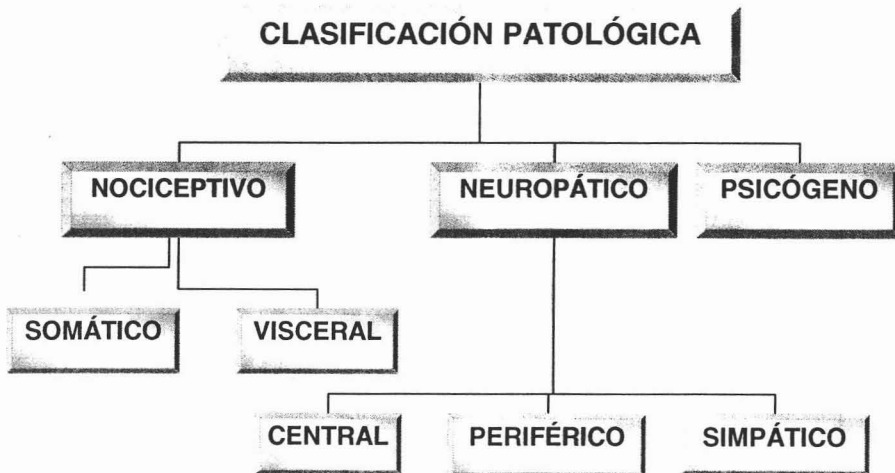 CLASIFICACIÓN PATOLÓGICA
NOCICEPTIVO
NEUROPÁTICO
PSICÓGENO
SOMÁTICO
VISCERAL
CENTRAL
PERIFÉRICO
SIMPÁTICO